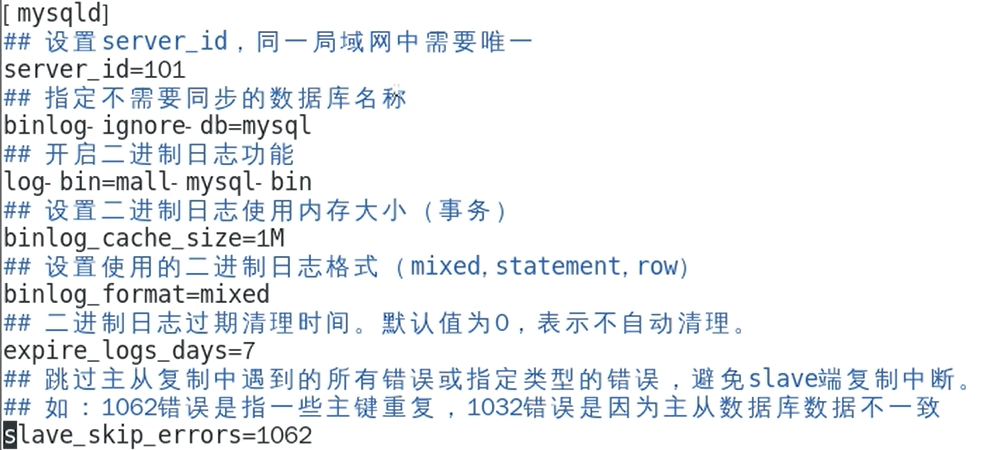 [mysqld]
## 设置server_id，同一局域网中需要唯一
server_id=101
## 指定不需要同步的数据库名称
binlog-ignore-db=mysql
## 开启二进制日志功能
log-bin=mall-mysql-bin
## 设置二进制日志使用内存大小（事务）
binlog_cache_size=1M
## 设置使用的二进制日志格式（mixed,statement,row）
binlog_format=mixed
## 二进制日志过期清理时间。默认值为0，表示不自动清理。
expire_logs_days=7
## 跳过主从复制中遇到的所有错误或指定类型的错误，避免slave端复制中断。
## 如：1062错误是指一些主键重复，1032错误是因为主从数据库数据不一致
slave_skip_errors=1062